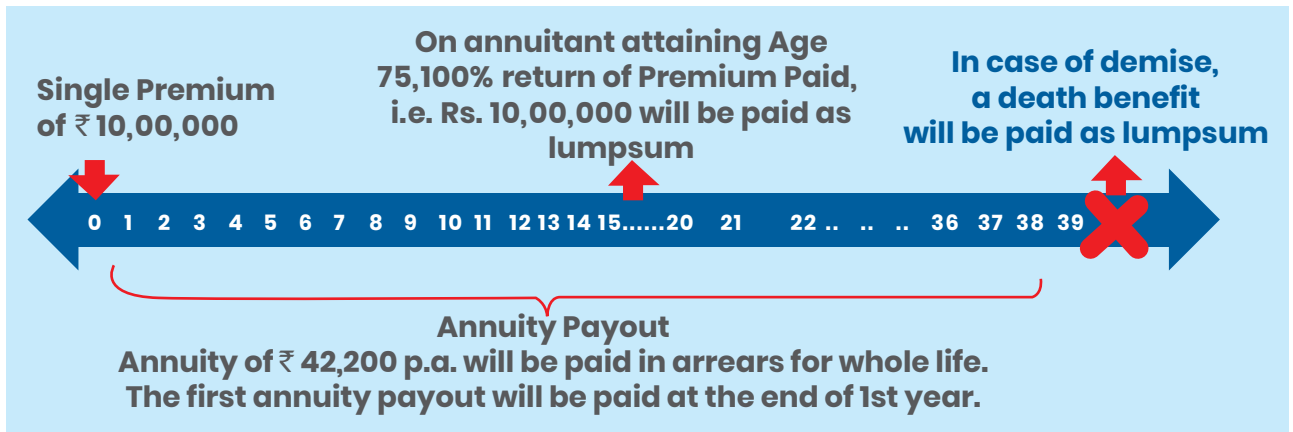 Single Premium
of ₹ 10,00,000
On annuitant attaining Age
75,100% return of Premium Paid,
i.e. Rs. 10,00,000 will be paid as
lumpsum
In case of demise,
a death benefit
will be paid as lumpsum
0 1 2 3 4 5 6 7 8 9 10 11 12 13 14 15......20 21 22 .. .. .. 36 37 38 39
Annuity Payout
Annuity of ₹ 42,200 p.a. will be paid in arrears for whole life.
The first annuity payout will be paid at the end of 1st year.